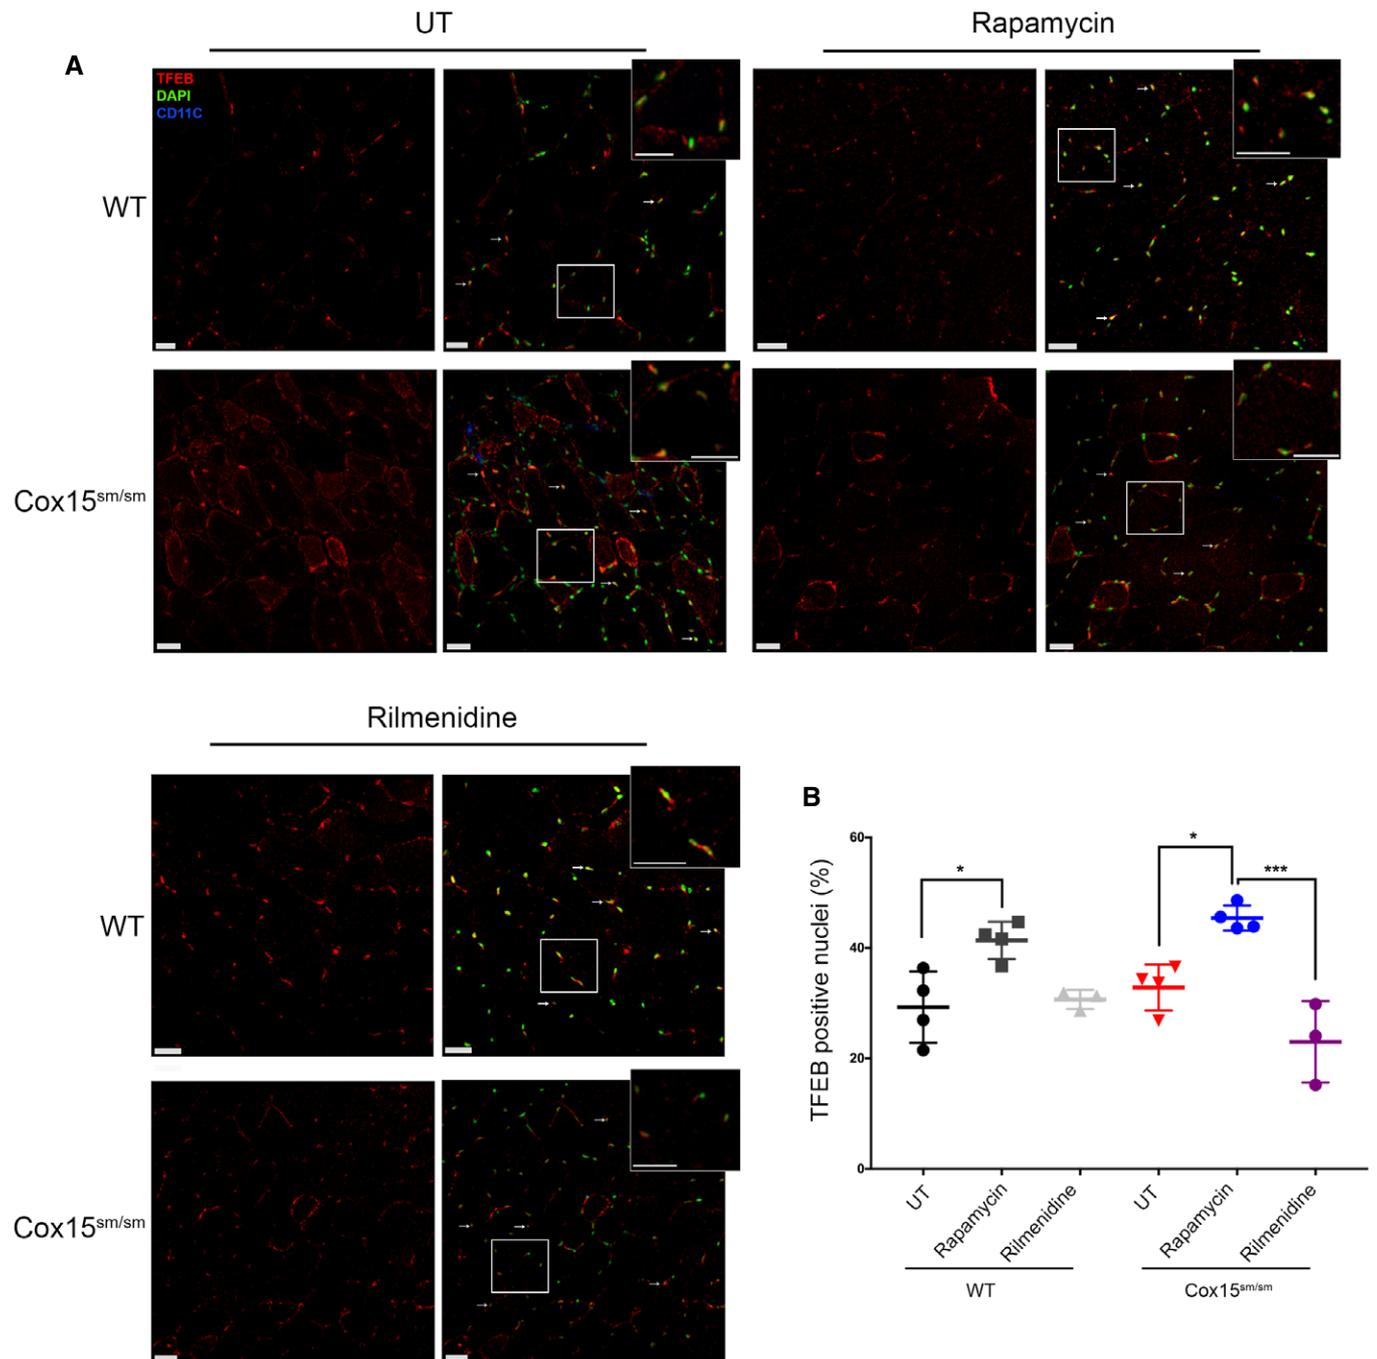 UT
Rapamycin
A
TFEB
DAPI
CD11C
WT
Cox15sm/sm
Rilmenidine
WT
Cox15sm/sm
B
TFEB positive nuclei (%)
60
40
20
0
*
*
***
UT
Rapamycin
Rilmenidine
UT
Rapamycin
Rilmenidine
WT
Cox15sm/sm